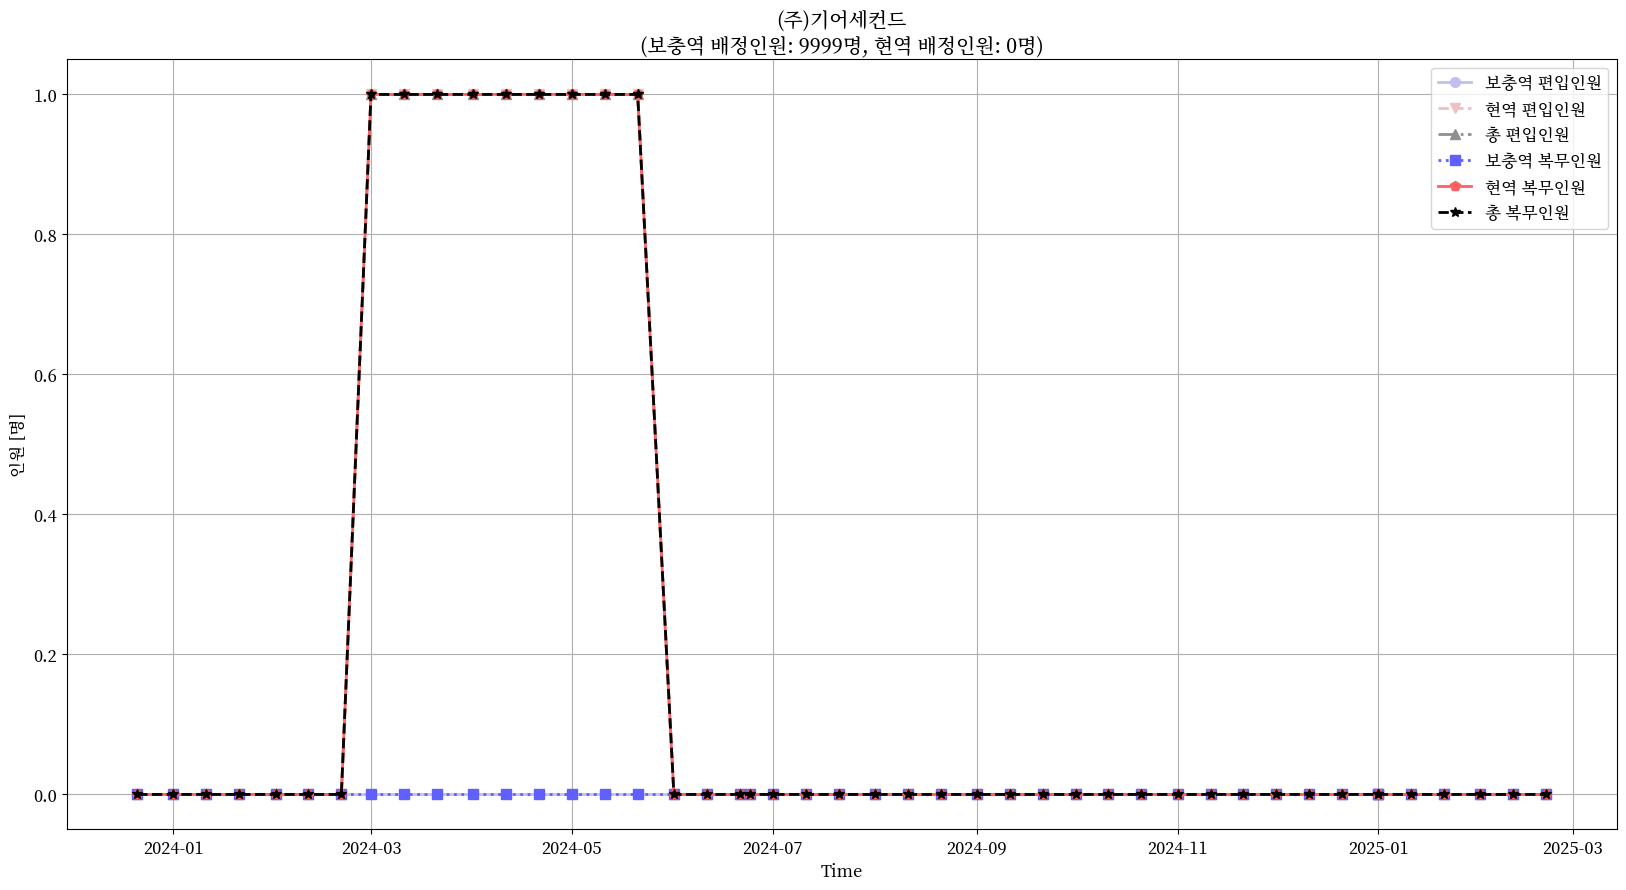 (주)기어세컨드
(보충역 배정인원: 9999명, 현역 배정인원: 0명)
보충역 편입인원
현역 편입인원
총 편입인원
보충역 복무인원
현역 복무인원
총 복무인원
1.0
0.8
0.6
0.4
0.2
0.0
인원 [명]
2024-01
2024-03
2024-05
2024-07
2024-09
2024-11
2025-01
2025-03
Time